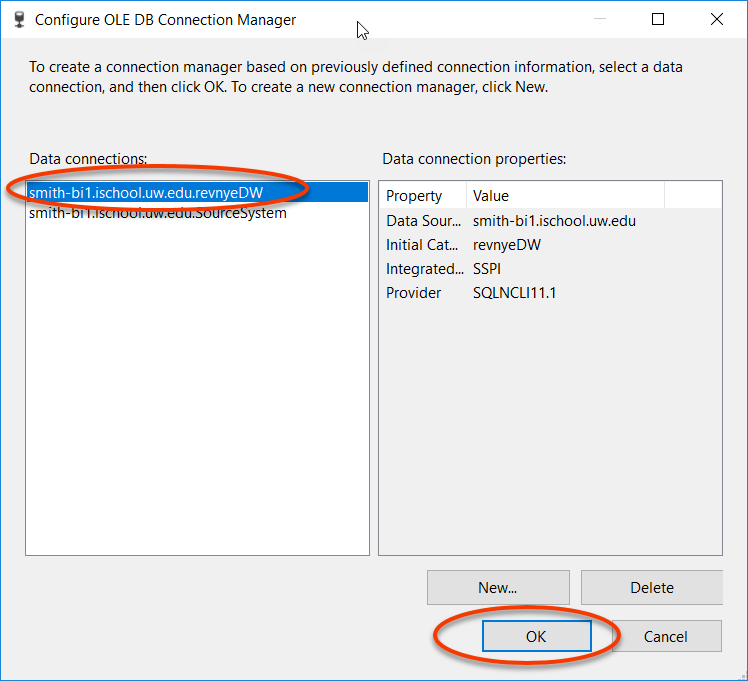 Configure OLE DB Connection Manager
To create a connection manager based on previously defined connection information, select a data
connection, and then click OK. To create a new connection manager, click New.
Data connections:
smith-bi1.ischool.uw.edu.revnyeDW
smith-bi1.ischool.uw.edu.SourceSystem
Data connection properties:
Property Value
Data Sour... smith-bi1.ischool.uw.edu
Initial Cat... revnyeDW
Integrated... SSPI
Provider SQLNCLI11.1
New... Delete
OK Cancel